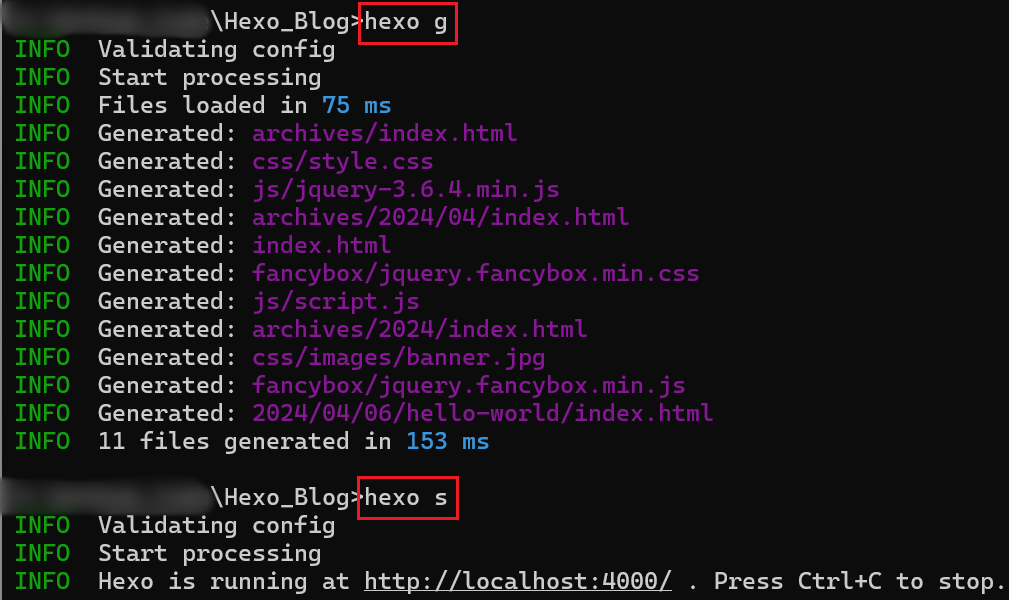 \Hexo_Blog>hexo g
INFO  Validating config
INFO  Start processing
INFO  Files loaded in 75 ms
INFO  Generated: archives/index.html
INFO  Generated: css/style.css
INFO  Generated: js/jquery-3.6.4.min.js
INFO  Generated: archives/2024/04/index.html
INFO  Generated: index.html
INFO  Generated: fancybox/jquery.fancybox.min.css
INFO  Generated: js/script.js
INFO  Generated: archives/2024/index.html
INFO  Generated: css/images/banner.jpg
INFO  Generated: fancybox/jquery.fancybox.min.js
INFO  Generated: 2024/04/06/hello-world/index.html
INFO  11 files generated in 153 ms
\Hexo_Blog>hexo s
INFO  Validating config
INFO  Start processing
INFO  Hexo is running at http://localhost:4000/ . Press Ctrl+C to stop.